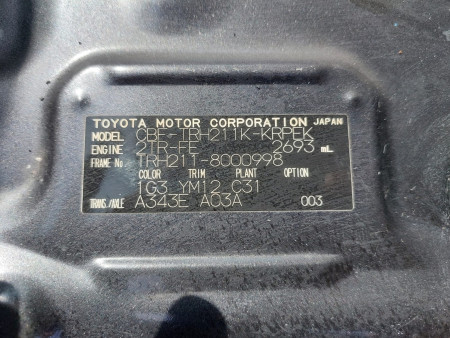 TOYOTA MOTOR CORPORATION JAPAN
MODEL CBF-TRH211K-KRPEK
ENGINE 2TR-FE 2693 mL
FRAME No. TRH211-8000998
COLOR TRIM PLANT OPTION
1G3 YM12 C31
TRANS./AXLE A343E A03A 003